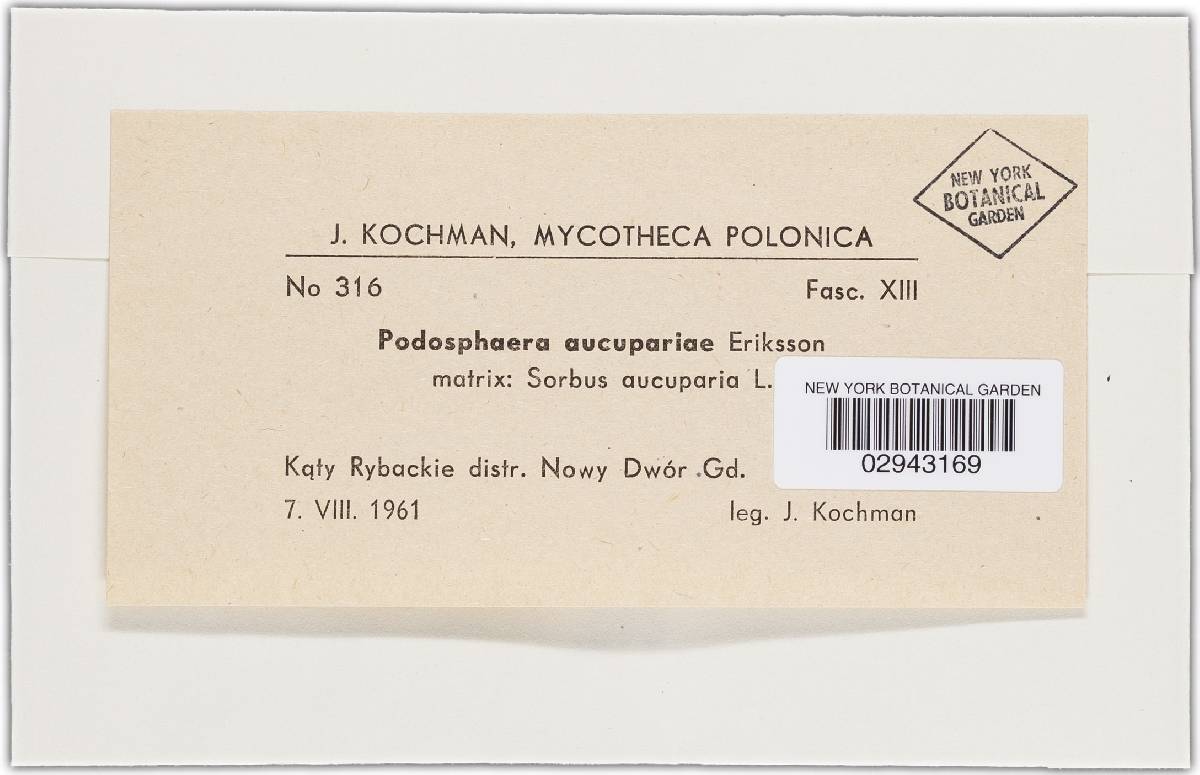 NEW YORK
BOTANICAL
GARDEN
J. KOCHMAN, MYCOTHECA POLONICA
No 316 Fasc. XIII
Podosphaera aucupariae Eriksson
matrix: Sorbus aucuparia L.
NEW YORK BOTANICAL GARDEN
02943169
Kąty Rybackie distr. Nowy Dwór Gd.
7. VIII. 1961 leg. J. Kochman